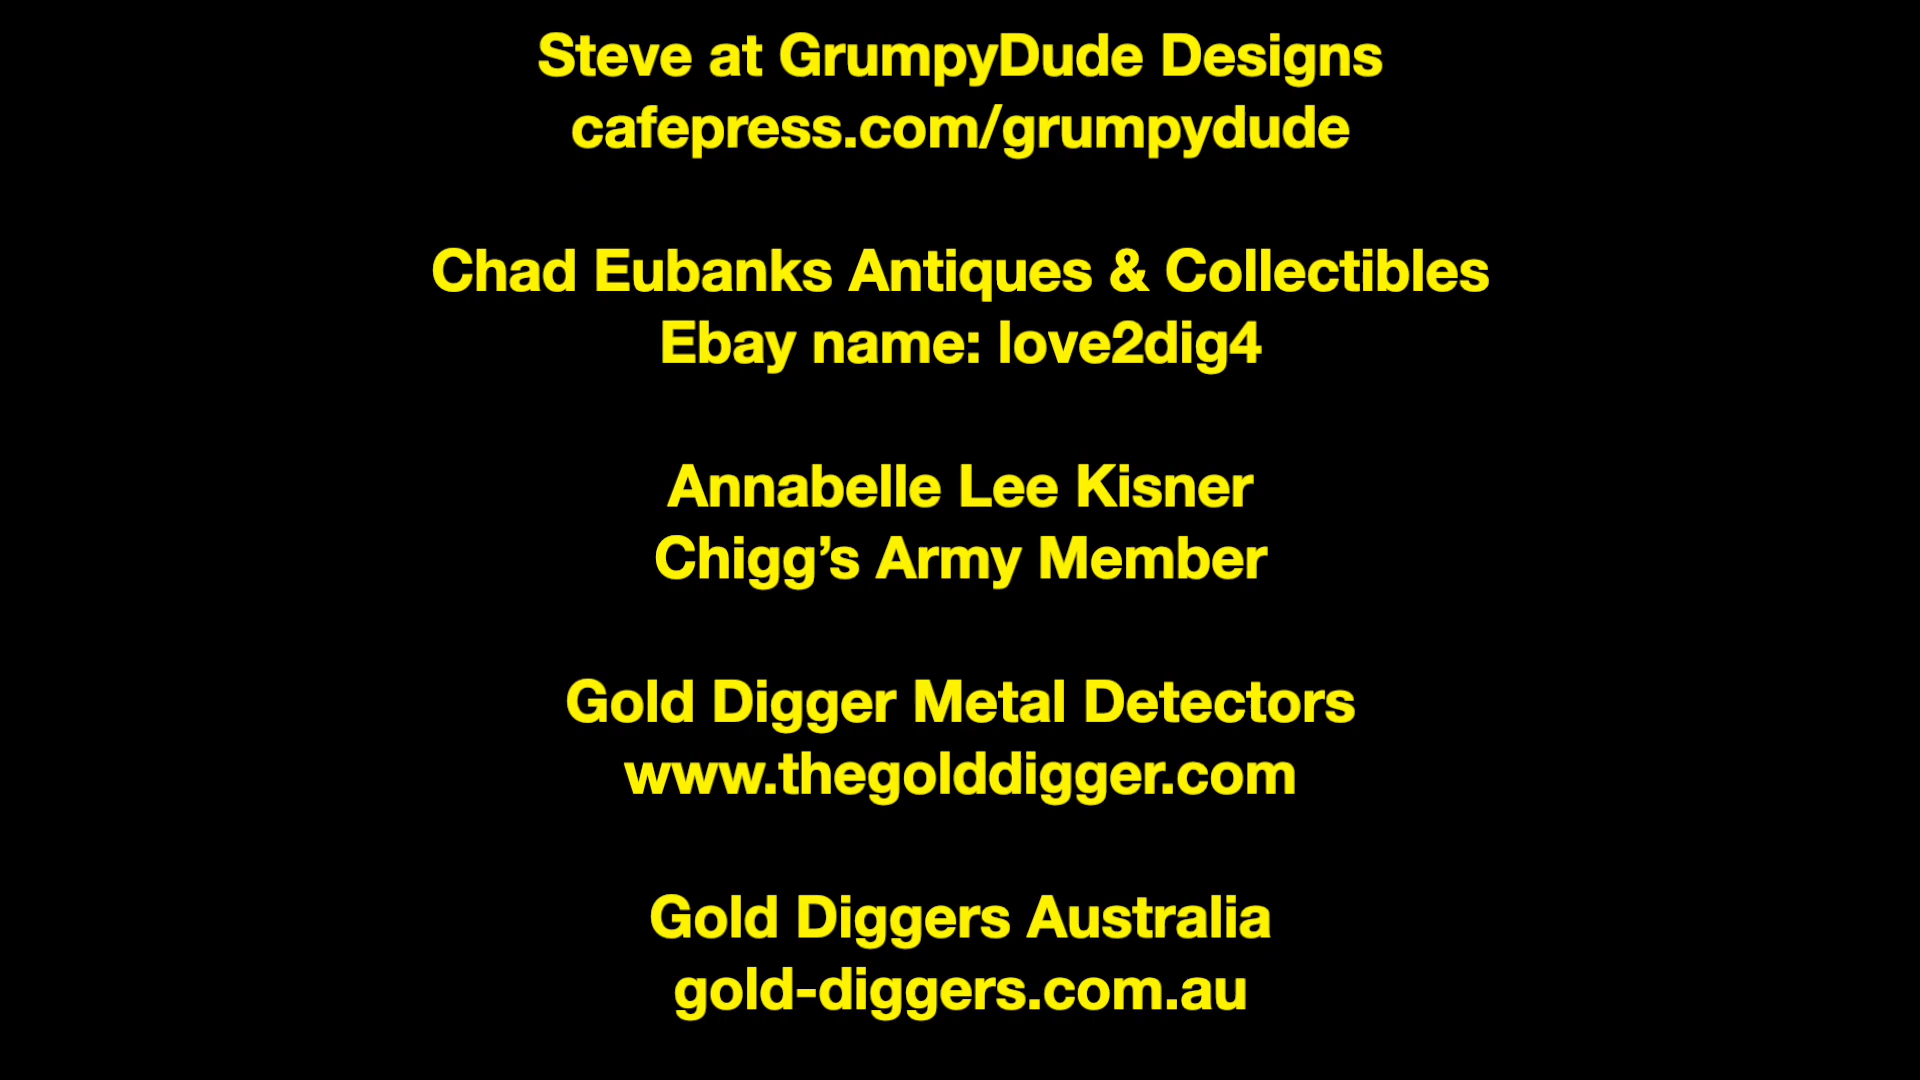 Steve at GrumpyDude Designs
cafepress.com/grumpydude
Chad Eubanks Antiques & Collectibles
Ebay name: love2dig4
Annabelle Lee Kisner
Chigg’s Army Member
Gold Digger Metal Detectors
www.thegolddigger.com
Gold Diggers Australia
gold-diggers.com.au